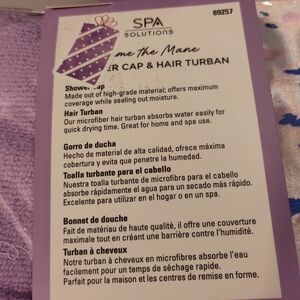 69257
SPA
SOLUTIONS
me the Mane
ER CAP & HAIR TURBAN
Shower Cap
Made out of high-grade material; offers maximum
coverage while sealing out moisture.
Hair Turban
Our microfiber hair turban absorbs water easily for
quick drying time. Great for home and spa use.
Gorro de ducha
Hecho de material de alta calidad, ofrece máxima
cobertura y evita que penetre la humedad.
Toalla turbante para el cabello
Nuestra toalla turbante de microfibra para el cabello
absorbe rápidamente el agua para un secado más rápido.
Excelente para utilizar en el hogar o en un spa.
Bonnet de douche
Fait de matériau de haute qualité, il offre une couverture
maximale tout en créant une barrière contre l'humidité.
Turban à cheveux
Notre turban à cheveux en microfibres absorbe l'eau
facilement pour un temps de séchage rapide.
Parfait pour la maison et les centres de remise en forme.